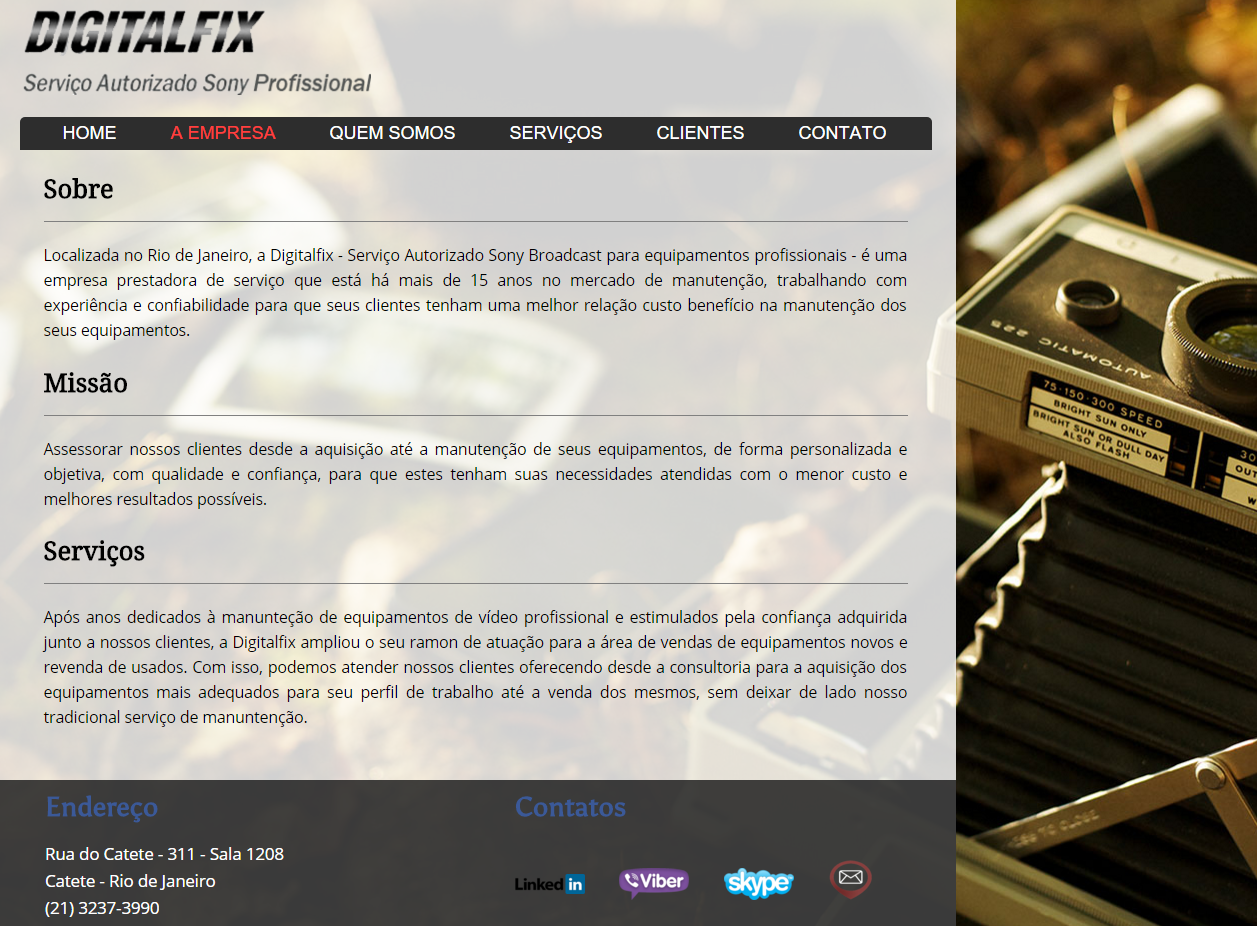 DIGITALFIX
Serviço Autorizado Sony Profissional
HOME A EMPRESA QUEM SOMOS SERVIÇOS CLIENTES CONTATO
Sobre
Localizada no Rio de Janeiro, a Digitalfix - Serviço Autorizado Sony Broadcast para equipamentos profissionais - é uma
empresa prestadora de serviço que está há mais de 15 anos no mercado de manutenção, trabalhando com
experiência e confiabilidade para que seus clientes tenham uma melhor relação custo benefício na manutenção dos
seus equipamentos.
Missão
Assessorar nossos clientes desde a aquisição até a manutenção de seus equipamentos, de forma personalizada e
objetiva, com qualidade e confiança, para que estes tenham suas necessidades atendidas com o menor custo e
melhores resultados possíveis.
Serviços
Após anos dedicados à manunteção de equipamentos de vídeo profissional e estimulados pela confiança adquirida
junto a nossos clientes, a Digitalfix ampliou o seu ramon de atuação para a área de vendas de equipamentos novos e
revenda de usados. Com isso, podemos atender nossos clientes oferecendo desde a consultoria para a aquisição dos
equipamentos mais adequados para seu perfil de trabalho até a venda dos mesmos, sem deixar de lado nosso
tradicional serviço de manuntenção.
Endereço
Rua do Catete - 311 - Sala 1208
Catete - Rio de Janeiro
(21) 3237-3990
Contatos
Linked in Viber skype
AUTOMATIC 225
75-150-300 SPEED
BRIGHT SUN ONLY
BRIGHT SUN OR DULL DAY
ALSO FLASH